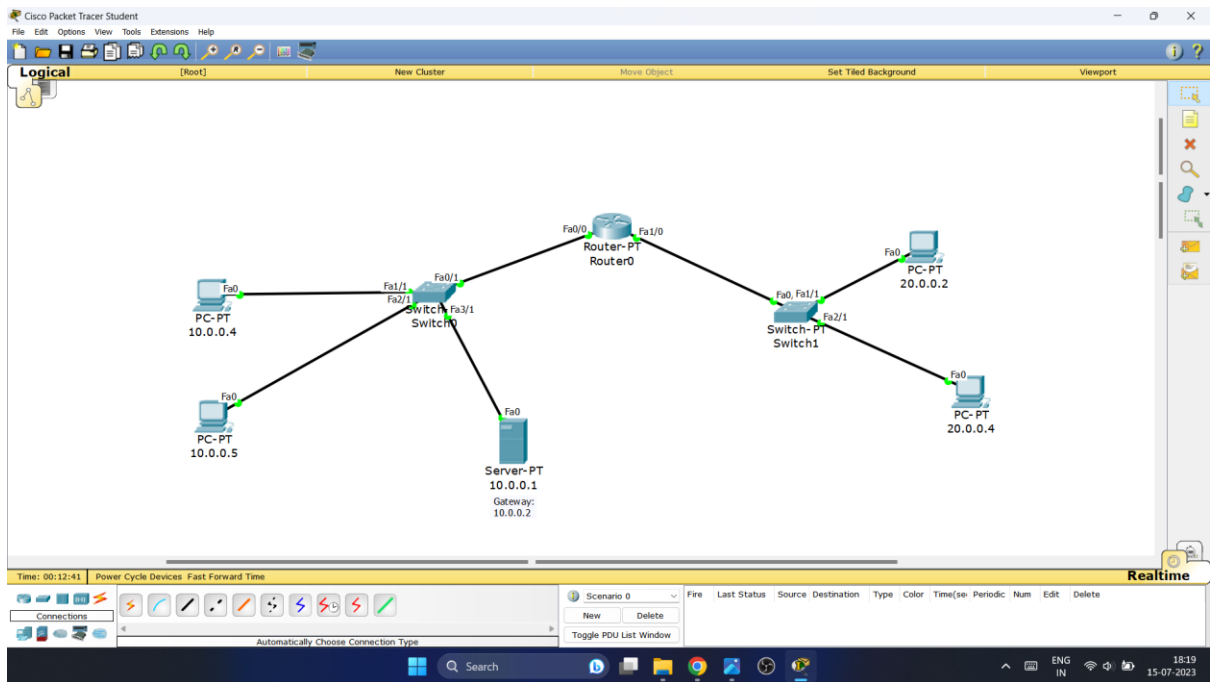 Cisco Packet Tracer Student
File Edit Options View Tools Extensions Help
Logical [Root] New Cluster Move Object Set Tiled Background Viewport
Fa0/0 Fa1/0
Router-PT
Router0
Fa0
PC-PT
20.0.0.2
Fa0/1
Fa0 Fa1/1
Fa2/1 Fa3/1
Switch0
PC-PT
10.0.0.4
Fa0, Fa1/1
Fa2/1
Switch-PT
Switch1
Fa0
PC-PT
20.0.0.4
Fa0
PC-PT
10.0.0.5
Fa0
Server-PT
10.0.0.1
Gateway:
10.0.0.2
Time: 00:12:41 Power Cycle Devices Fast Forward Time Realtime
Connections
Automatically Choose Connection Type
Scenario 0
New Delete
Toggle PDU List Window
Fire Last Status Source Destination Type Color Time(se Periodic Num Edit Delete
Search
ENG
IN
18:19
15-07-2023